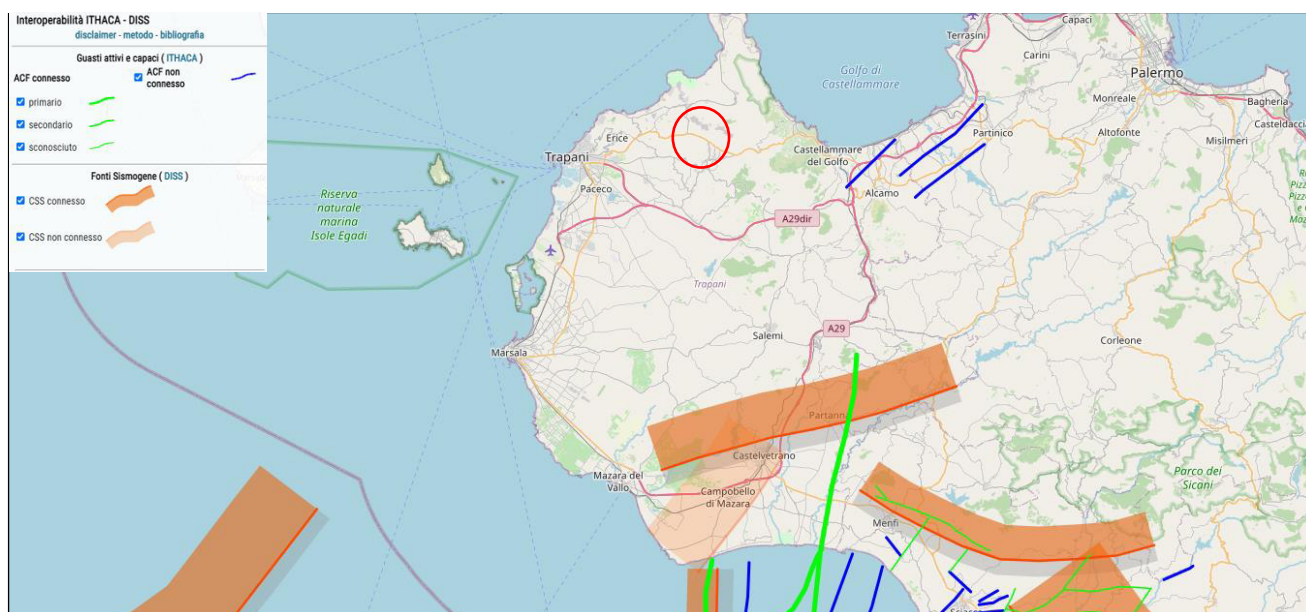 Interoperabilità ITHACA - DISS
disclaimer - metodo - bibliografia
Guasti attivi e capaci ( ITHACA )
ACF connesso
ACF non
connesso
primario
secondario
sconosciuto
Fonti Sismogene ( DISS )
CSS connesso
CSS non connesso
Terrasini
Capaci
Carini
Palermo
Golfo di
Castellammare
Monreale
Bagheria
Casteldaccia
Erice
Partinico
Altofonte
Misilmeri
Trapani
Castellammare
del Golfo
Paceco
Alcamo
Riserva
naturale
marina
Isole Egadi
A29dir
Trapani
Salemi
A29
Marsala
Corleone
Partanna
Castelvetrano
Mazara del
Vallo
Campobello
di Mazara
Parco dei
Sicani
Menfi